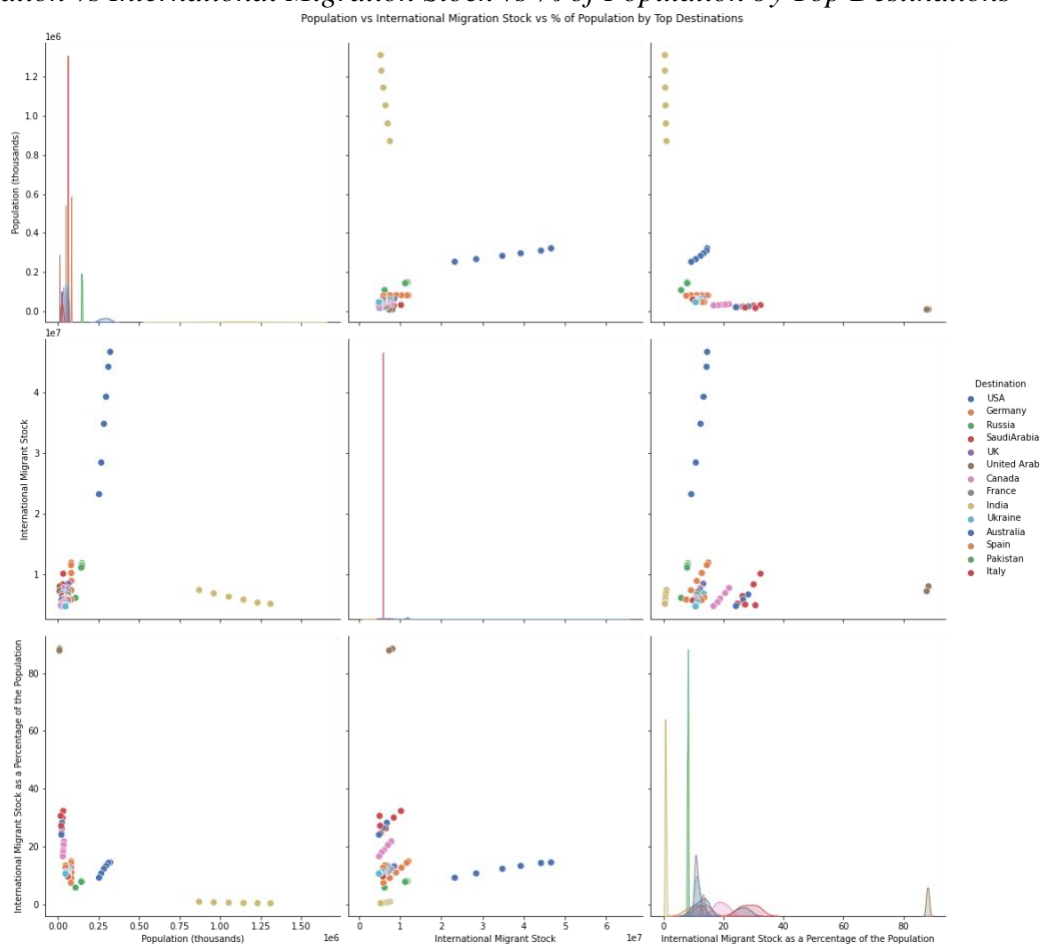 ation vs International Migration Stock vs % of Population by Top Destinations
Population vs International Migration Stock vs % of Population by Top Destinations
1e6
1.2
1.0
0.8
0.6
0.4
0.2
0.0
Population (thousands)
1e7
4
3
2
1
International Migrant Stock
80
60
40
20
0
International Migrant Stock as a Percentage of the Population
0.00 0.25 0.50 0.75 1.00 1.25 1.50
1e6
Population (thousands)
0 1 2 3 4 5 6
1e7
International Migrant Stock
0 20 40 60 80
International Migrant Stock as a Percentage of the Population
Destination
USA
Germany
Russia
SaudiArabia
UK
United Arab
Canada
France
India
Ukraine
Australia
Spain
Pakistan
Italy